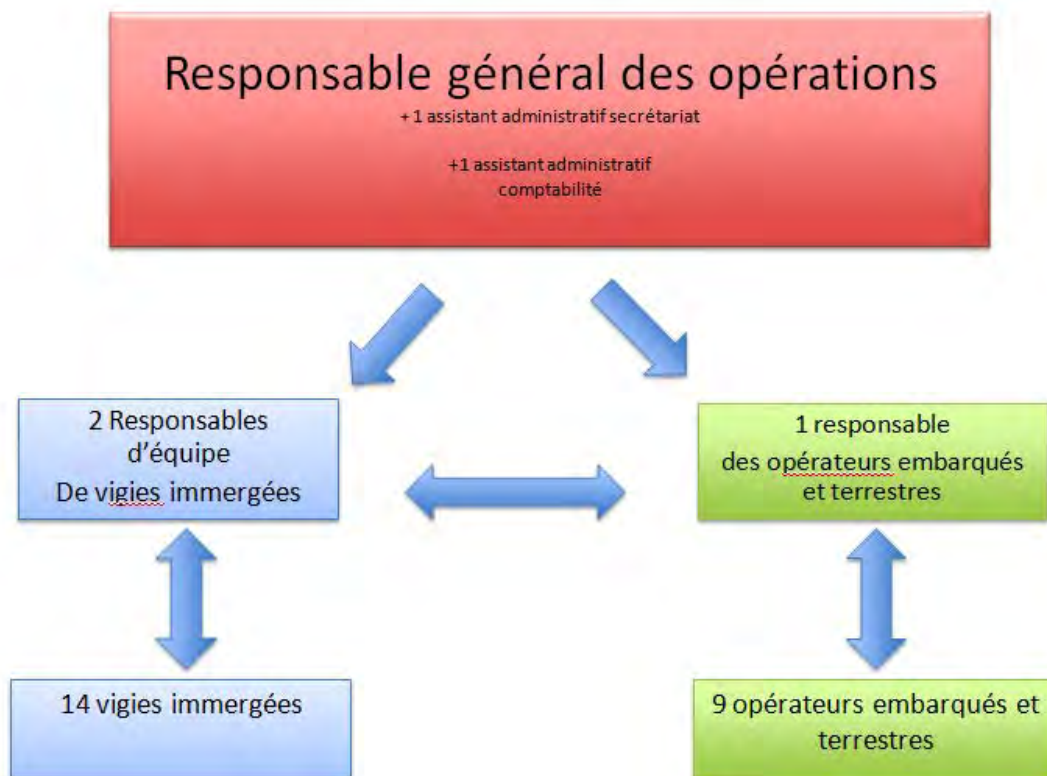 Responsable général des opérations
+ 1 assistant administratif secrétariat
+1 assistant administratif
comptabilité
2 Responsables
d’équipe
De vigies immergées
1 responsable
des opérateurs embarqués
et terrestres
14 vigies immergées
9 opérateurs embarqués et
terrestres